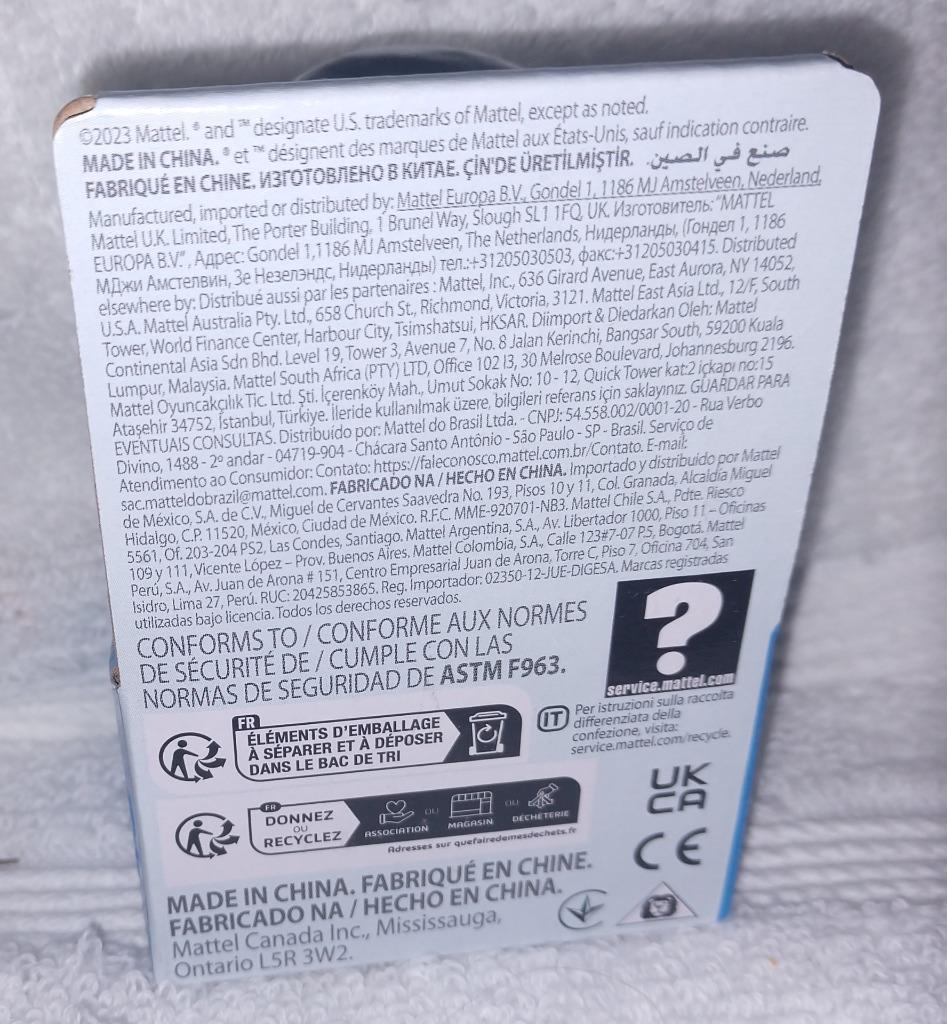 ©2023 Mattel. ® and ™ designate U.S. trademarks of Mattel, except as noted.
MADE IN CHINA. ® et ™ désignent des marques de Mattel aux États-Unis, sauf indication contraire.
FABRIQUÉ EN CHINE. ИЗГОТОВЛЕНО В КИТАЕ. ÇİN'DE ÜRETİLMİŞTİR. صنع في الصين.
Manufactured, imported or distributed by: Mattel Europa B.V., Gondel 1, 1186 MJ Amstelveen, Nederland.
Mattel U.K. Limited, The Porter Building, 1 Brunel Way, Slough SL1 1FQ, UK. Изготовитель: "MATTEL
EUROPA B.V.", Адрес: Gondel 1,1186 MJ Amstelveen, The Netherlands, Нидерланды, (Гондел 1, 1186
МДжи Амстелвин, Зе Незелэндс, Нидерланды) тел.:+31205030503, факс:+31205030415. Distributed
elsewhere by: Distribué aussi par les partenaires : Mattel, Inc., 636 Girard Avenue, East Aurora, NY 14052,
U.S.A. Mattel Australia Pty. Ltd., 658 Church St., Richmond, Victoria, 3121. Mattel East Asia Ltd., 12/F, South
Tower, World Finance Center, Harbour City, Tsimshatsui, HKSAR. Diimport & Diedarkan Oleh: Mattel
Continental Asia Sdn Bhd. Level 19, Tower 3, Avenue 7, No. 8 Jalan Kerinchi, Bangsar South, 59200 Kuala
Lumpur, Malaysia. Mattel South Africa (PTY) LTD, Office 102 I3, 30 Melrose Boulevard, Johannesburg 2196.
Mattel Oyuncakçılık Tic. Ltd. Şti. İçerenköy Mah., Umut Sokak No: 10 - 12, Quick Tower kat:2 içkapı no:15
Ataşehir 34752, İstanbul, Türkiye. İleride kullanılmak üzere, bilgileri referans için saklayınız. GUARDAR PARA
EVENTUAIS CONSULTAS. Distribuído por: Mattel do Brasil Ltda. - CNPJ: 54.558.002/0001-20 - Rua Verbo
Divino, 1488 - 2º andar - 04719-904 - Chácara Santo Antônio - São Paulo - SP - Brasil. Serviço de
Atendimento ao Consumidor: Contato: https://faleconosco.mattel.com.br/Contato. E-mail:
sac.matteldobrazil@mattel.com. FABRICADO NA / HECHO EN CHINA. Importado y distribuido por Mattel
de México, S.A. de C.V., Miguel de Cervantes Saavedra No. 193, Pisos 10 y 11, Col. Granada, Alcaldía Miguel
Hidalgo, C.P. 11520, México, Ciudad de México. R.F.C. MME-920701-NB3. Mattel Chile S.A., Pdte. Riesco
5561, Of. 203-204 PS2, Las Condes, Santiago. Mattel Argentina, S.A., Av. Libertador 1000, Piso 11 – Oficinas
109 y 111, Vicente López – Prov. Buenos Aires. Mattel Colombia, S.A., Calle 123#7-07 P.5, Bogotá. Mattel
Perú, S.A., Av. Juan de Arona # 151, Centro Empresarial Juan de Arona, Torre C, Piso 7, Oficina 704, San
Isidro, Lima 27, Perú. RUC: 20425853865. Reg. Importador: 02350-12-JUE-DIGESA. Marcas registradas
utilizadas bajo licencia. Todos los derechos reservados.
CONFORMS TO / CONFORME AUX NORMES
DE SÉCURITÉ DE / CUMPLE CON LAS
NORMAS DE SEGURIDAD DE ASTM F963.
?
service.mattel.com
FR
ÉLÉMENTS D'EMBALLAGE
À SÉPARER ET À DÉPOSER
DANS LE BAC DE TRI
IT Per istruzioni sulla raccolta
differenziata della
confezione, visita:
service.mattel.com/recycle.
FR
DONNEZ
OU
RECYCLEZ
ASSOCIATION OU MAGASIN OU DÉCHÈTERIE
Adresses sur quefairedemesdechets.fr
UK
CA
CE
MADE IN CHINA. FABRIQUÉ EN CHINE.
FABRICADO NA / HECHO EN CHINA.
Mattel Canada Inc., Mississauga,
Ontario L5R 3W2.